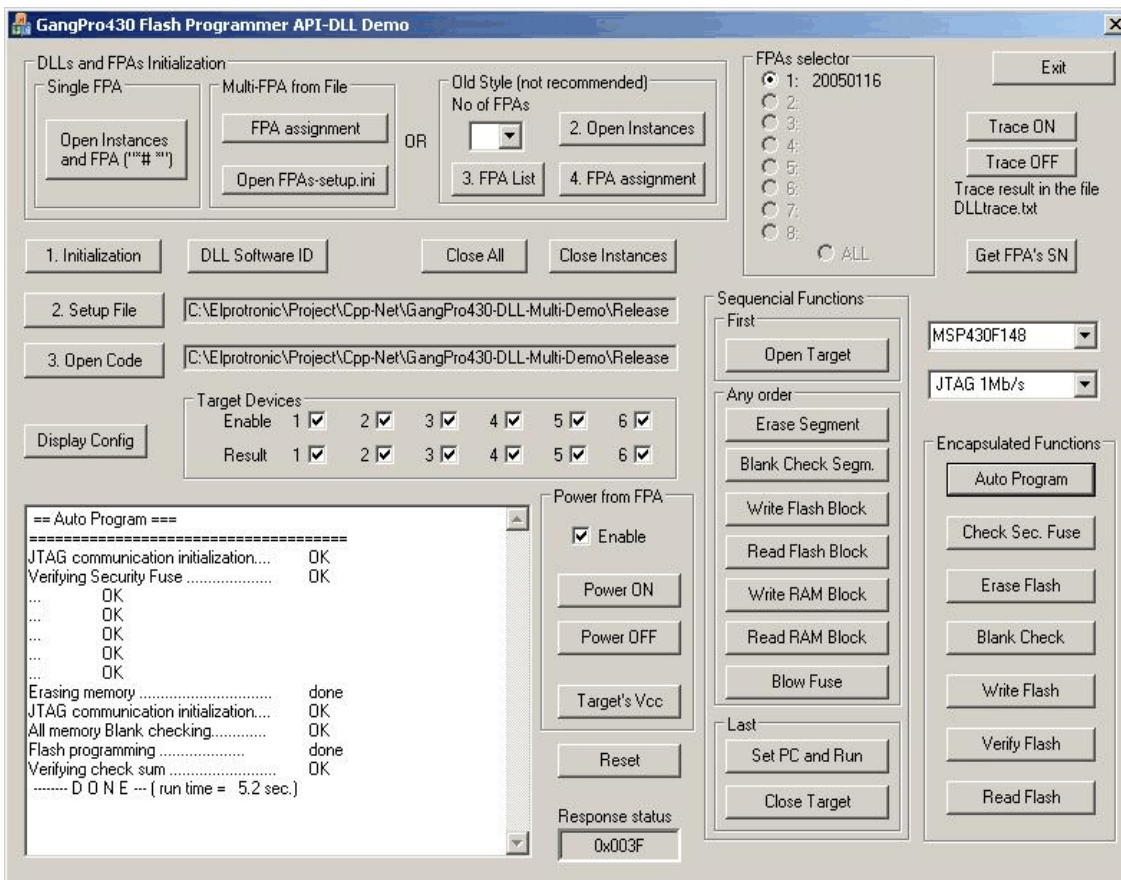 GangPro430 Flash Programmer API-DLL Demo
DLLs and FPAs Initialization
Single FPA
Open Instances
and FPA ("*# *")
Multi-FPA from File
FPA assignment
Open FPAs-setup.ini
OR
Old Style (not recommended)
No of FPAs
2. Open Instances
3. FPA List
4. FPA assignment
FPAs selector
1: 20050116
2:
3:
4:
5:
6:
7:
8:
ALL
Exit
Trace ON
Trace OFF
Trace result in the file
DLLtrace.txt
Get FPA's SN
1. Initialization
DLL Software ID
Close All
Close Instances
2. Setup File
C:\Elprotronic\Project\Cpp-Net\GangPro430-DLL-Multi-Demo\Release
3. Open Code
C:\Elprotronic\Project\Cpp-Net\GangPro430-DLL-Multi-Demo\Release
Display Config
Target Devices
Enable 1 2 3 4 5 6
Result 1 2 3 4 5 6
== Auto Program ===
=====================================
JTAG communication initialization.... OK
Verifying Security Fuse .................... OK
... OK
... OK
... OK
... OK
... OK
Erasing memory ............................... done
JTAG communication initialization.... OK
All memory Blank checking............. OK
Flash programming .................... done
Verifying check sum ......................... OK
-------- D O N E --- ( run time = 5.2 sec.)
Power from FPA
Enable
Power ON
Power OFF
Target's Vcc
Reset
Response status
0x003F
Sequencial Functions
First
Open Target
Any order
Erase Segment
Blank Check Segm.
Write Flash Block
Read Flash Block
Write RAM Block
Read RAM Block
Blow Fuse
Last
Set PC and Run
Close Target
MSP430F148
JTAG 1Mb/s
Encapsulated Functions
Auto Program
Check Sec. Fuse
Erase Flash
Blank Check
Write Flash
Verify Flash
Read Flash